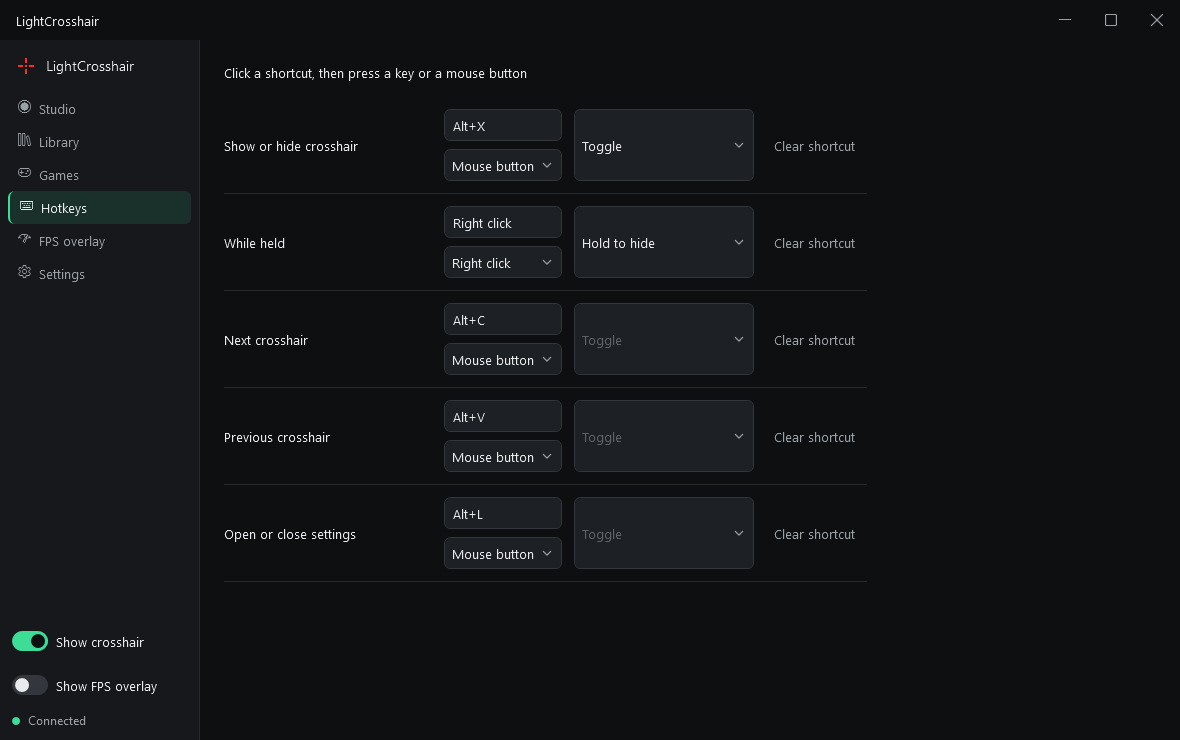 LightCrosshair
LightCrosshair
Studio
Library
Games
Hotkeys
FPS overlay
Settings
Show crosshair
Show FPS overlay
Connected
Click a shortcut, then press a key or a mouse button
Show or hide crosshair
Alt+X
Mouse button
Toggle
Clear shortcut
While held
Right click
Right click
Hold to hide
Clear shortcut
Next crosshair
Alt+C
Mouse button
Toggle
Clear shortcut
Previous crosshair
Alt+V
Mouse button
Toggle
Clear shortcut
Open or close settings
Alt+L
Mouse button
Toggle
Clear shortcut